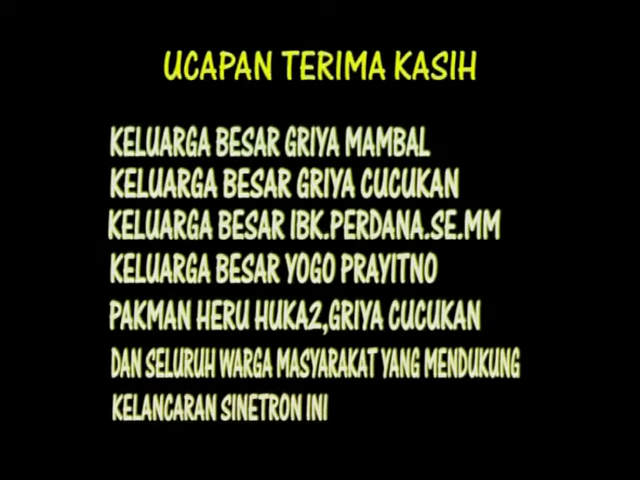 UCAPAN TERIMA KASIH
KELUARGA BESAR GRIYA MAMBAL
KELUARGA BESAR GRIYA CUCUKAN
KELUARGA BESAR IBK.PERDANA.SE.MM
KELUARGA BESAR YOGO PRAYITNO
PAKMAN HERU HUKA2,GRIYA CUCUKAN
DAN SELURUH WARGA MASYARAKAT YANG MENDUKUNG
KELANCARAN SINETRON INI